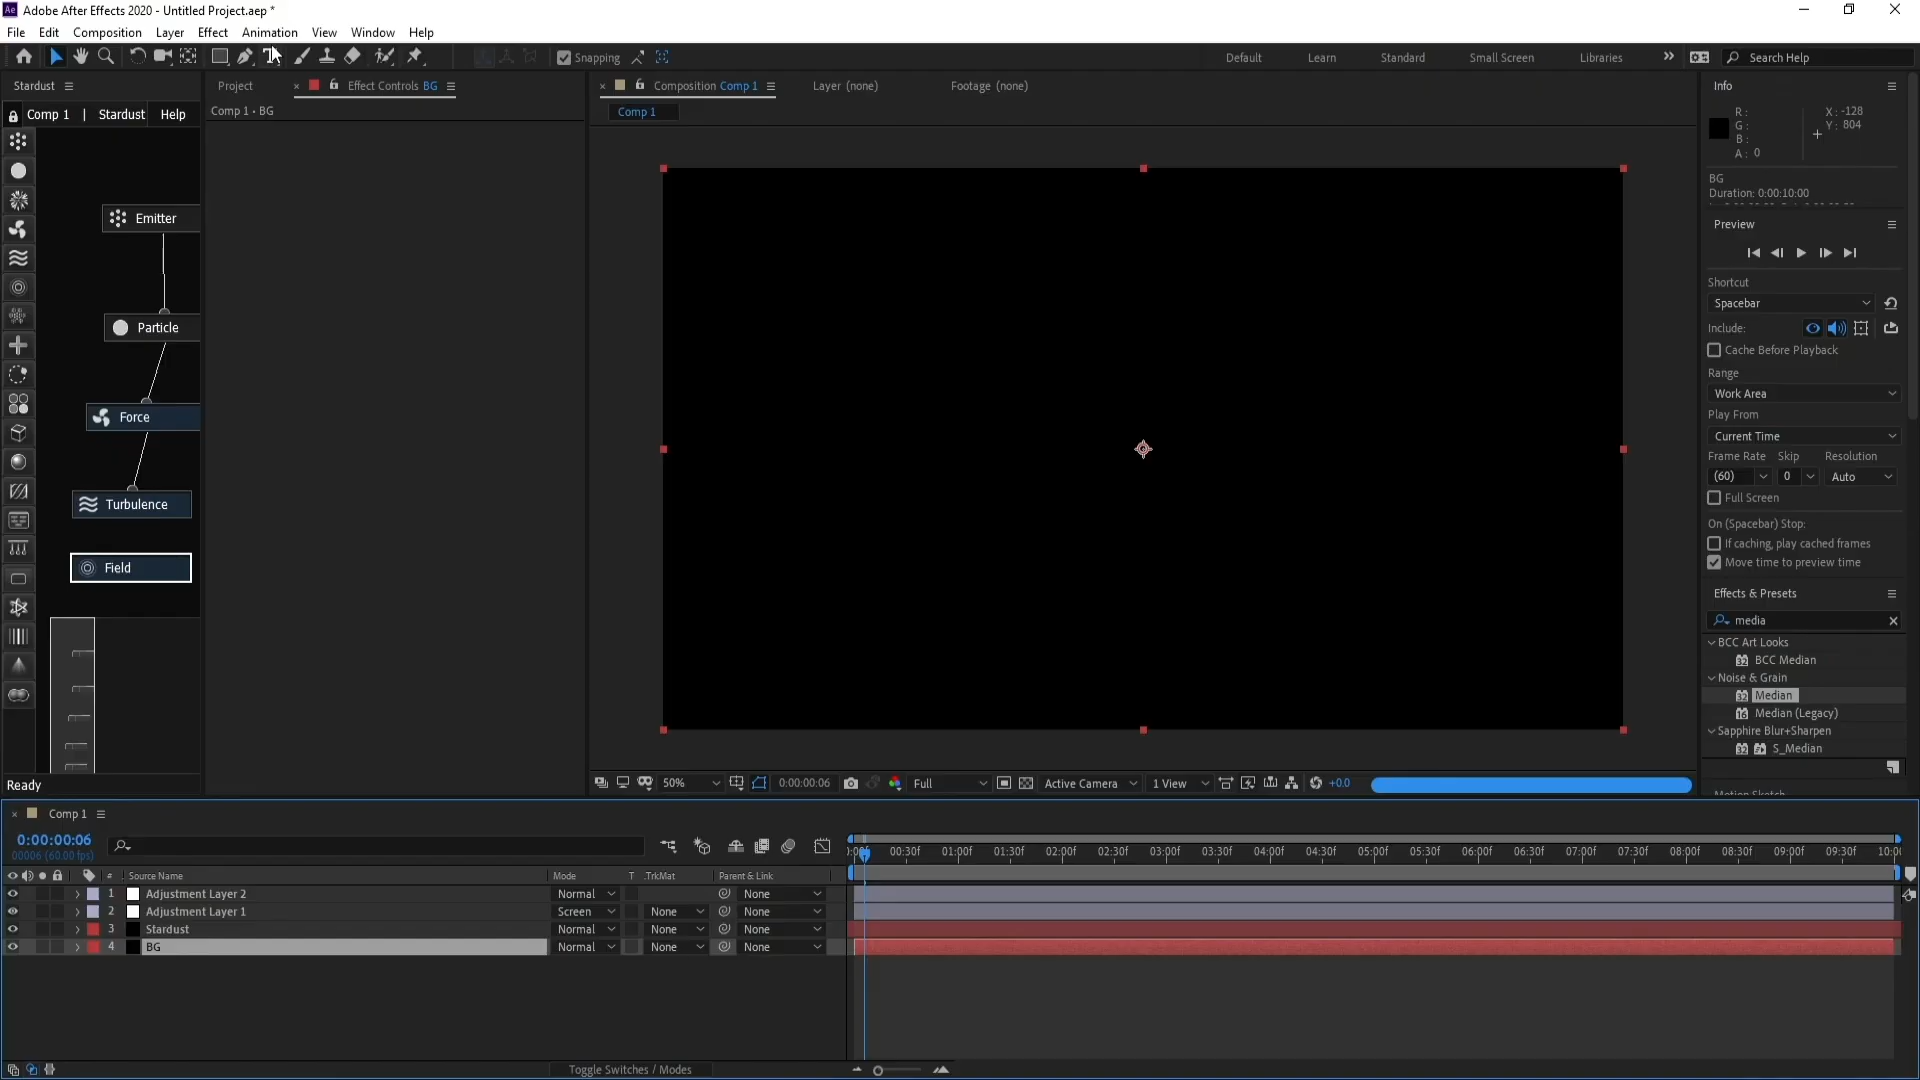 Ae Adobe After Effects 2020 - Untitled Project.aep *
File Edit Composition Layer Effect Animation View Window Help
Snapping Default Learn Standard Small Screen Libraries » Search Help
Stardust Project × Effect Controls BG × Composition Comp 1 Layer (none) Footage (none) Info
Comp 1 | Stardust Help Comp 1 • BG Comp 1
R :
G :
B :
A : 0
X : -128
Y : 804
BG
Duration: 0:00:10:00
Emitter
Particle
Force
Turbulence
Field
Ready
Preview
Shortcut
Spacebar
Include:
Cache Before Playback
Range
Work Area
Play From
Current Time
Frame Rate Skip Resolution
(60) 0 Auto
Full Screen
On (Spacebar) Stop:
If caching, play cached frames
Move time to preview time
Effects & Presets
media
BCC Art Looks
32 BCC Median
Noise & Grain
32 Median
16 Median (Legacy)
Sapphire Blur+Sharpen
32 S_Median
Motion Sketch
50% 0:00:00:06 Full Active Camera 1 View +0.0
× Comp 1
0:00:00:06
00006 (60.00 fps)
00:30f 01:00f 01:30f 02:00f 02:30f 03:00f 03:30f 04:00f 04:30f 05:00f 05:30f 06:00f 06:30f 07:00f 07:30f 08:00f 08:30f 09:00f 09:30f
# Source Name Mode T .TrkMat Parent & Link
1 Adjustment Layer 2 Normal None
2 Adjustment Layer 1 Screen None None
3 Stardust Normal None None
4 BG Normal None None
Toggle Switches / Modes